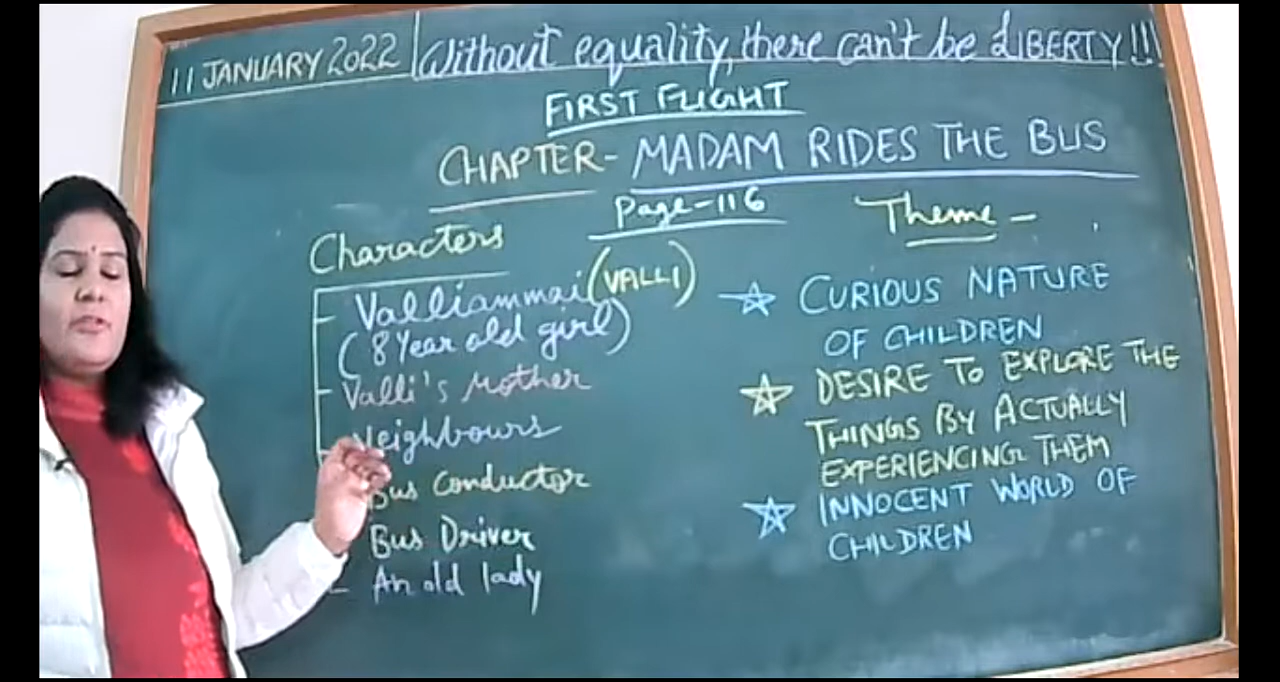 11 JANUARY 2022
Without equality, there can't be LIBERTY!!!
FIRST FLIGHT
CHAPTER- MADAM RIDES THE BUS
Page-116
Characters
Valliammai (VALLI)
(8 Year old girl)
Valli's Mother
Neighbours
Bus Conductor
Bus Driver
An old lady
Theme -
☆ CURIOUS NATURE
OF CHILDREN
☆ DESIRE TO EXPLORE THE
THINGS BY ACTUALLY
EXPERIENCING THEM
☆ INNOCENT WORLD OF
CHILDREN